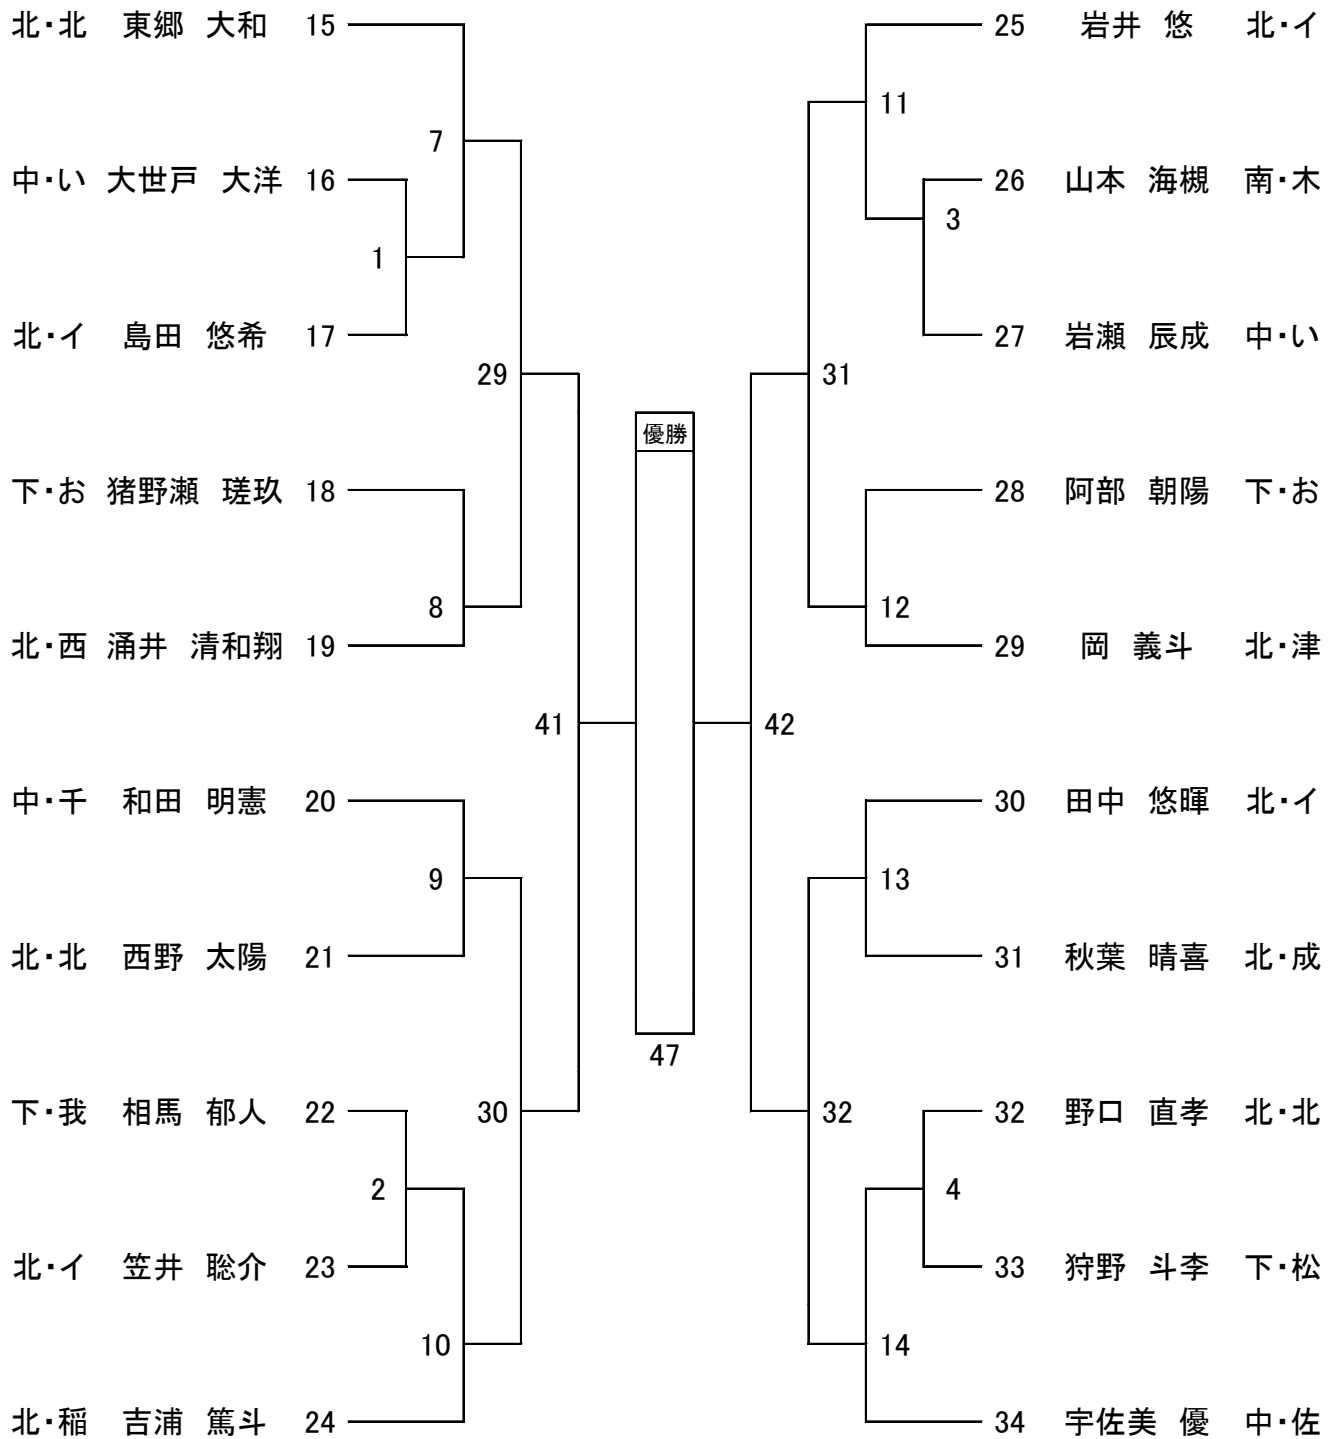 北・北 東郷 大和 15
7
中・い 大世戸 大洋 16
1
北・イ 島田 悠希 17
29
下・お 猪野瀬 瑳玖 18
8
北・西 涌井 清和翔 19
41
中・千 和田 明憲 20
9
北・北 西野 太陽 21
下・我 相馬 郁人 22
30
2
北・イ 笠井 聡介 23
10
北・稲 吉浦 篤斗 24
優勝
47
25 岩井 悠 北・イ
11
26 山本 海槻 南・木
3
27 岩瀬 辰成 中・い
31
28 阿部 朝陽 下・お
12
29 岡 義斗 北・津
42
30 田中 悠暉 北・イ
13
31 秋葉 晴喜 北・成
32 野口 直孝 北・北
32
4
33 狩野 斗李 下・松
14
34 宇佐美 優 中・佐